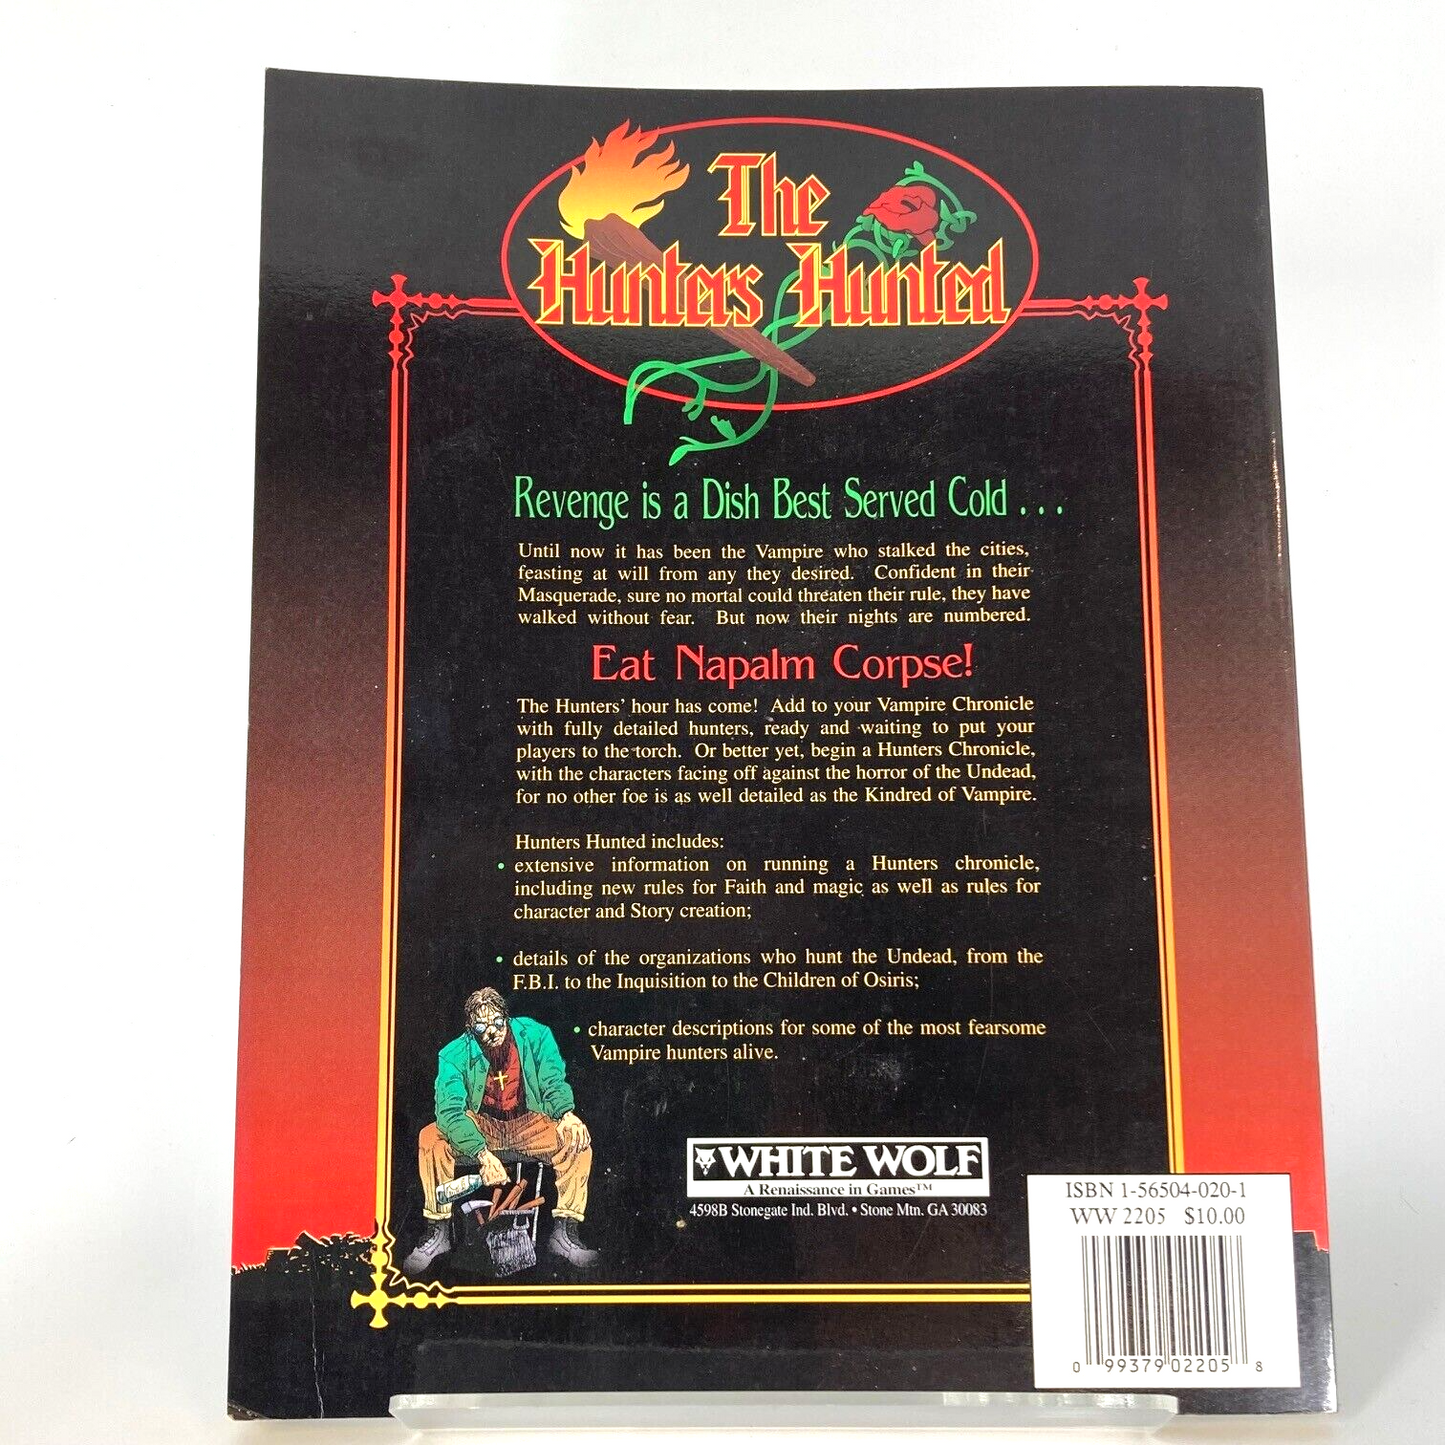 The
Hunters Hunted
Revenge is a Dish Best Served Cold . . .
Until now it has been the Vampire who stalked the cities,
feasting at will from any they desired. Confident in their
Masquerade, sure no mortal could threaten their rule, they have
walked without fear. But now their nights are numbered.
Eat Napalm Corpse!
The Hunters' hour has come! Add to your Vampire Chronicle
with fully detailed hunters, ready and waiting to put your
players to the torch. Or better yet, begin a Hunters Chronicle,
with the characters facing off against the horror of the Undead,
for no other foe is as well detailed as the Kindred of Vampire.
Hunters Hunted includes:
• extensive information on running a Hunters chronicle,
including new rules for Faith and magic as well as rules for
character and Story creation;
• details of the organizations who hunt the Undead, from the
F.B.I. to the Inquisition to the Children of Osiris;
• character descriptions for some of the most fearsome
Vampire hunters alive.
WHITE WOLF
A Renaissance in Games™
4598B Stonegate Ind. Blvd. • Stone Mtn. GA 30083
ISBN 1-56504-020-1
WW 2205 $10.00
0 99379 02205 8